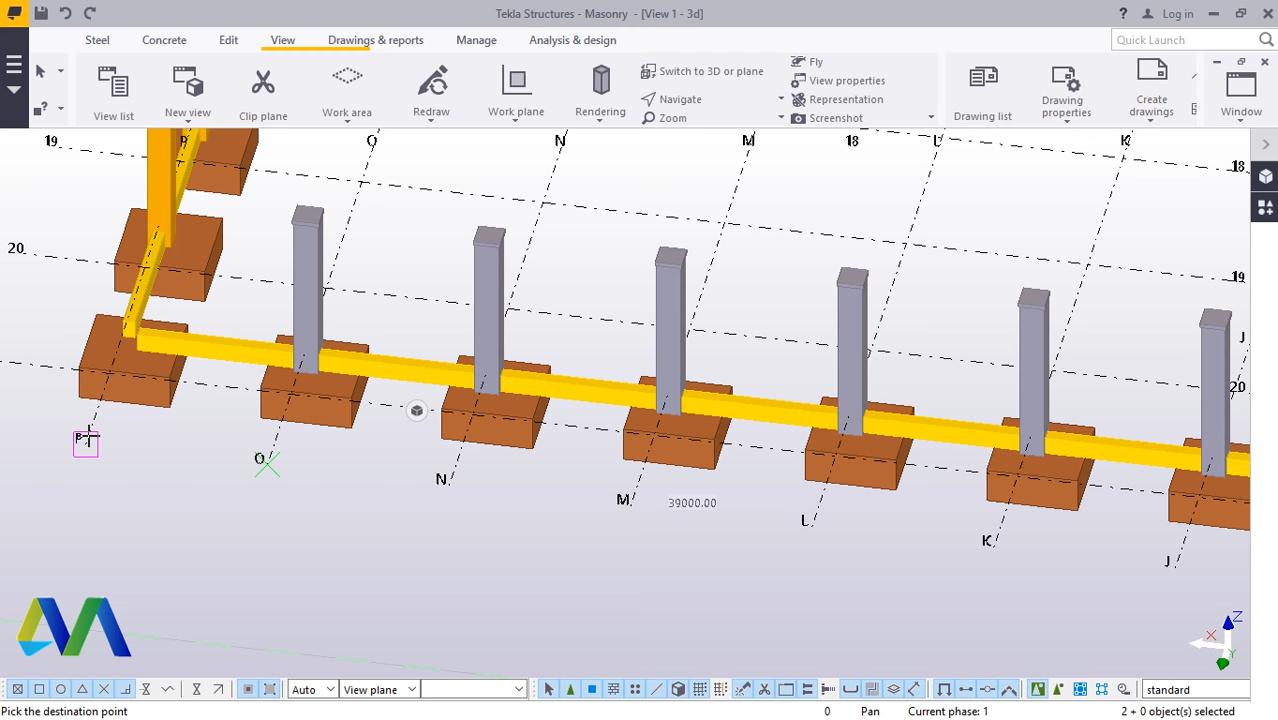 Tekla Structures - Masonry - [View 1 - 3d]
? Log in
Steel Concrete Edit View Drawings & reports Manage Analysis & design Quick Launch
View list
New view
Clip plane
Work area
Redraw
Work plane
Rendering
Switch to 3D or plane
Navigate
Zoom
Fly
View properties
Representation
Screenshot
Drawing list
Drawing properties
Create drawings
Window
19 P O N M 18 L K 18
20 19
J
20
P
O
N
M 39000.00
L
K
J
Z
X
Y
Auto View plane standard
Pick the destination point 0 Pan Current phase: 1 2 + 0 object(s) selected